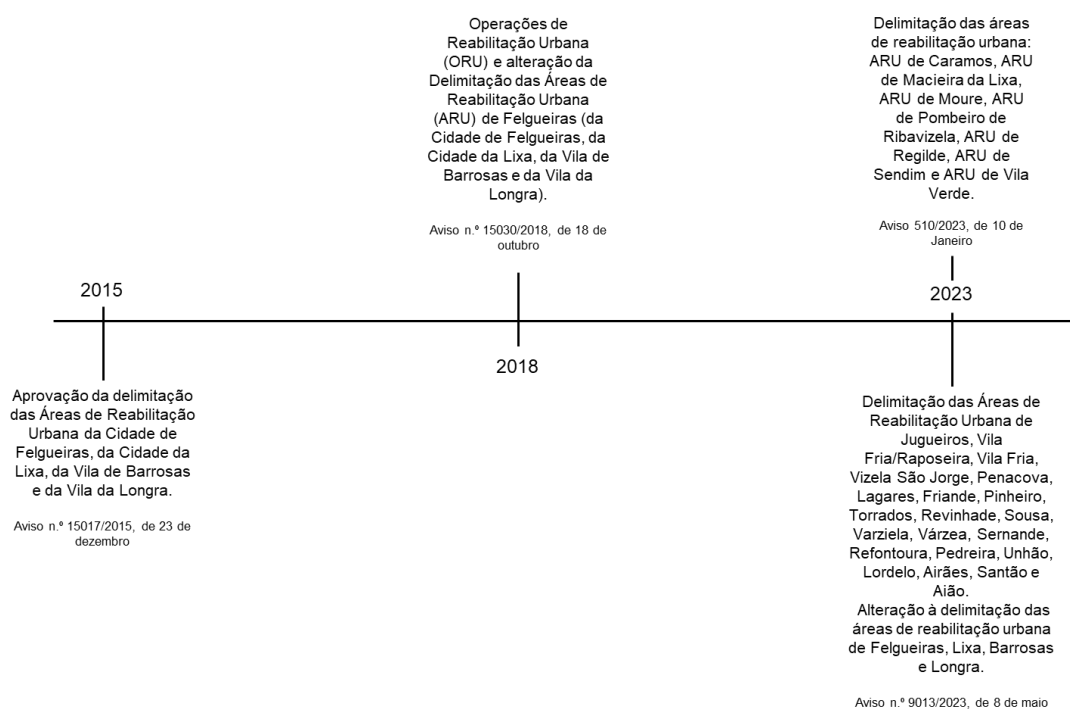 2015
Aprovação da delimitação
das Áreas de Reabilitação
Urbana da Cidade de
Felgueiras, da Cidade da
Lixa, da Vila de Barrosas
e da Vila da Longra.
Aviso n.º 15017/2015, de 23 de
dezembro
Operações de
Reabilitação Urbana
(ORU) e alteração da
Delimitação das Áreas de
Reabilitação Urbana
(ARU) de Felgueiras (da
Cidade de Felgueiras, da
Cidade da Lixa, da Vila de
Barrosas e da Vila da
Longra).
Aviso n.º 15030/2018, de 18 de
outubro
2018
Delimitação das áreas
de reabilitação urbana:
ARU de Caramos, ARU
de Macieira da Lixa,
ARU de Moure, ARU
de Pombeiro de
Ribavizela, ARU de
Regilde, ARU de
Sendim e ARU de Vila
Verde.
Aviso 510/2023, de 10 de
Janeiro
2023
Delimitação das Áreas de
Reabilitação Urbana de
Jugueiros, Vila
Fria/Raposeira, Vila Fria,
Vizela São Jorge, Penacova,
Lagares, Friande, Pinheiro,
Torrados, Revinhade, Sousa,
Varziela, Várzea, Sernande,
Refontoura, Pedreira, Unhão,
Lordelo, Airães, Santão e
Aião.
Alteração à delimitação das
áreas de reabilitação urbana
de Felgueiras, Lixa, Barrosas
e Longra.
Aviso n.º 9013/2023, de 8 de maio